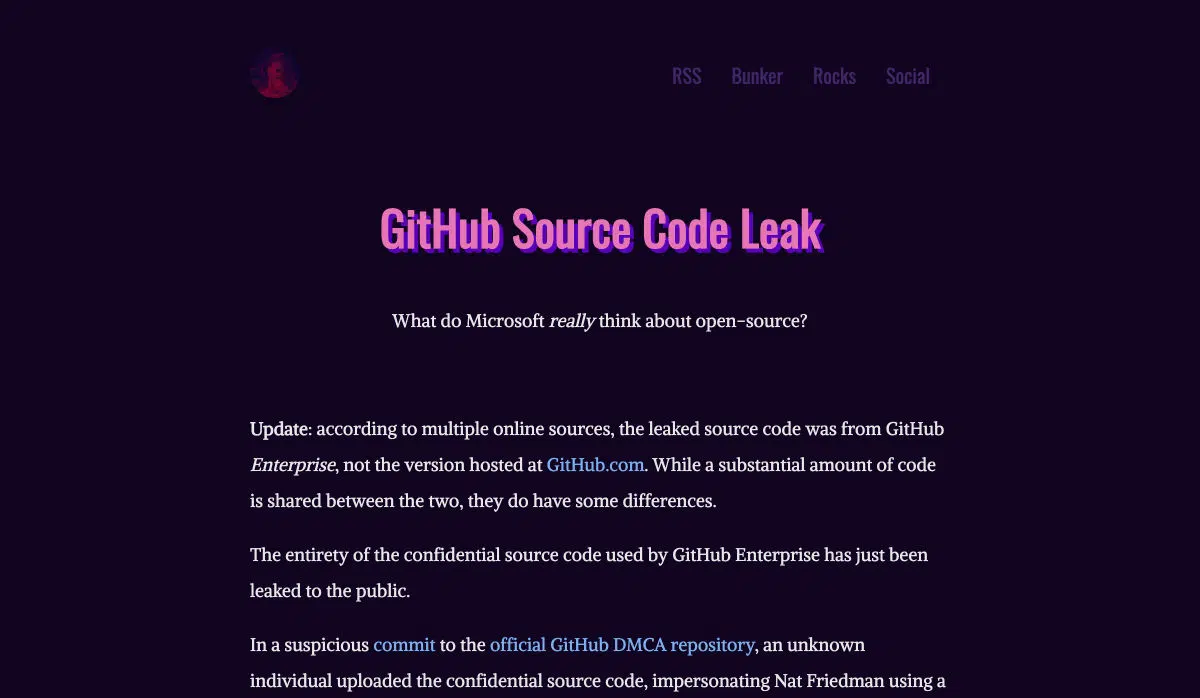 RSS Bunker Rocks Social
GitHub Source Code Leak
What do Microsoft really think about open-source?
Update: according to multiple online sources, the leaked source code was from GitHub
Enterprise, not the version hosted at GitHub.com. While a substantial amount of code
is shared between the two, they do have some differences.
The entirety of the confidential source code used by GitHub Enterprise has just been
leaked to the public.
In a suspicious commit to the official GitHub DMCA repository, an unknown
individual uploaded the confidential source code, impersonating Nat Friedman using a